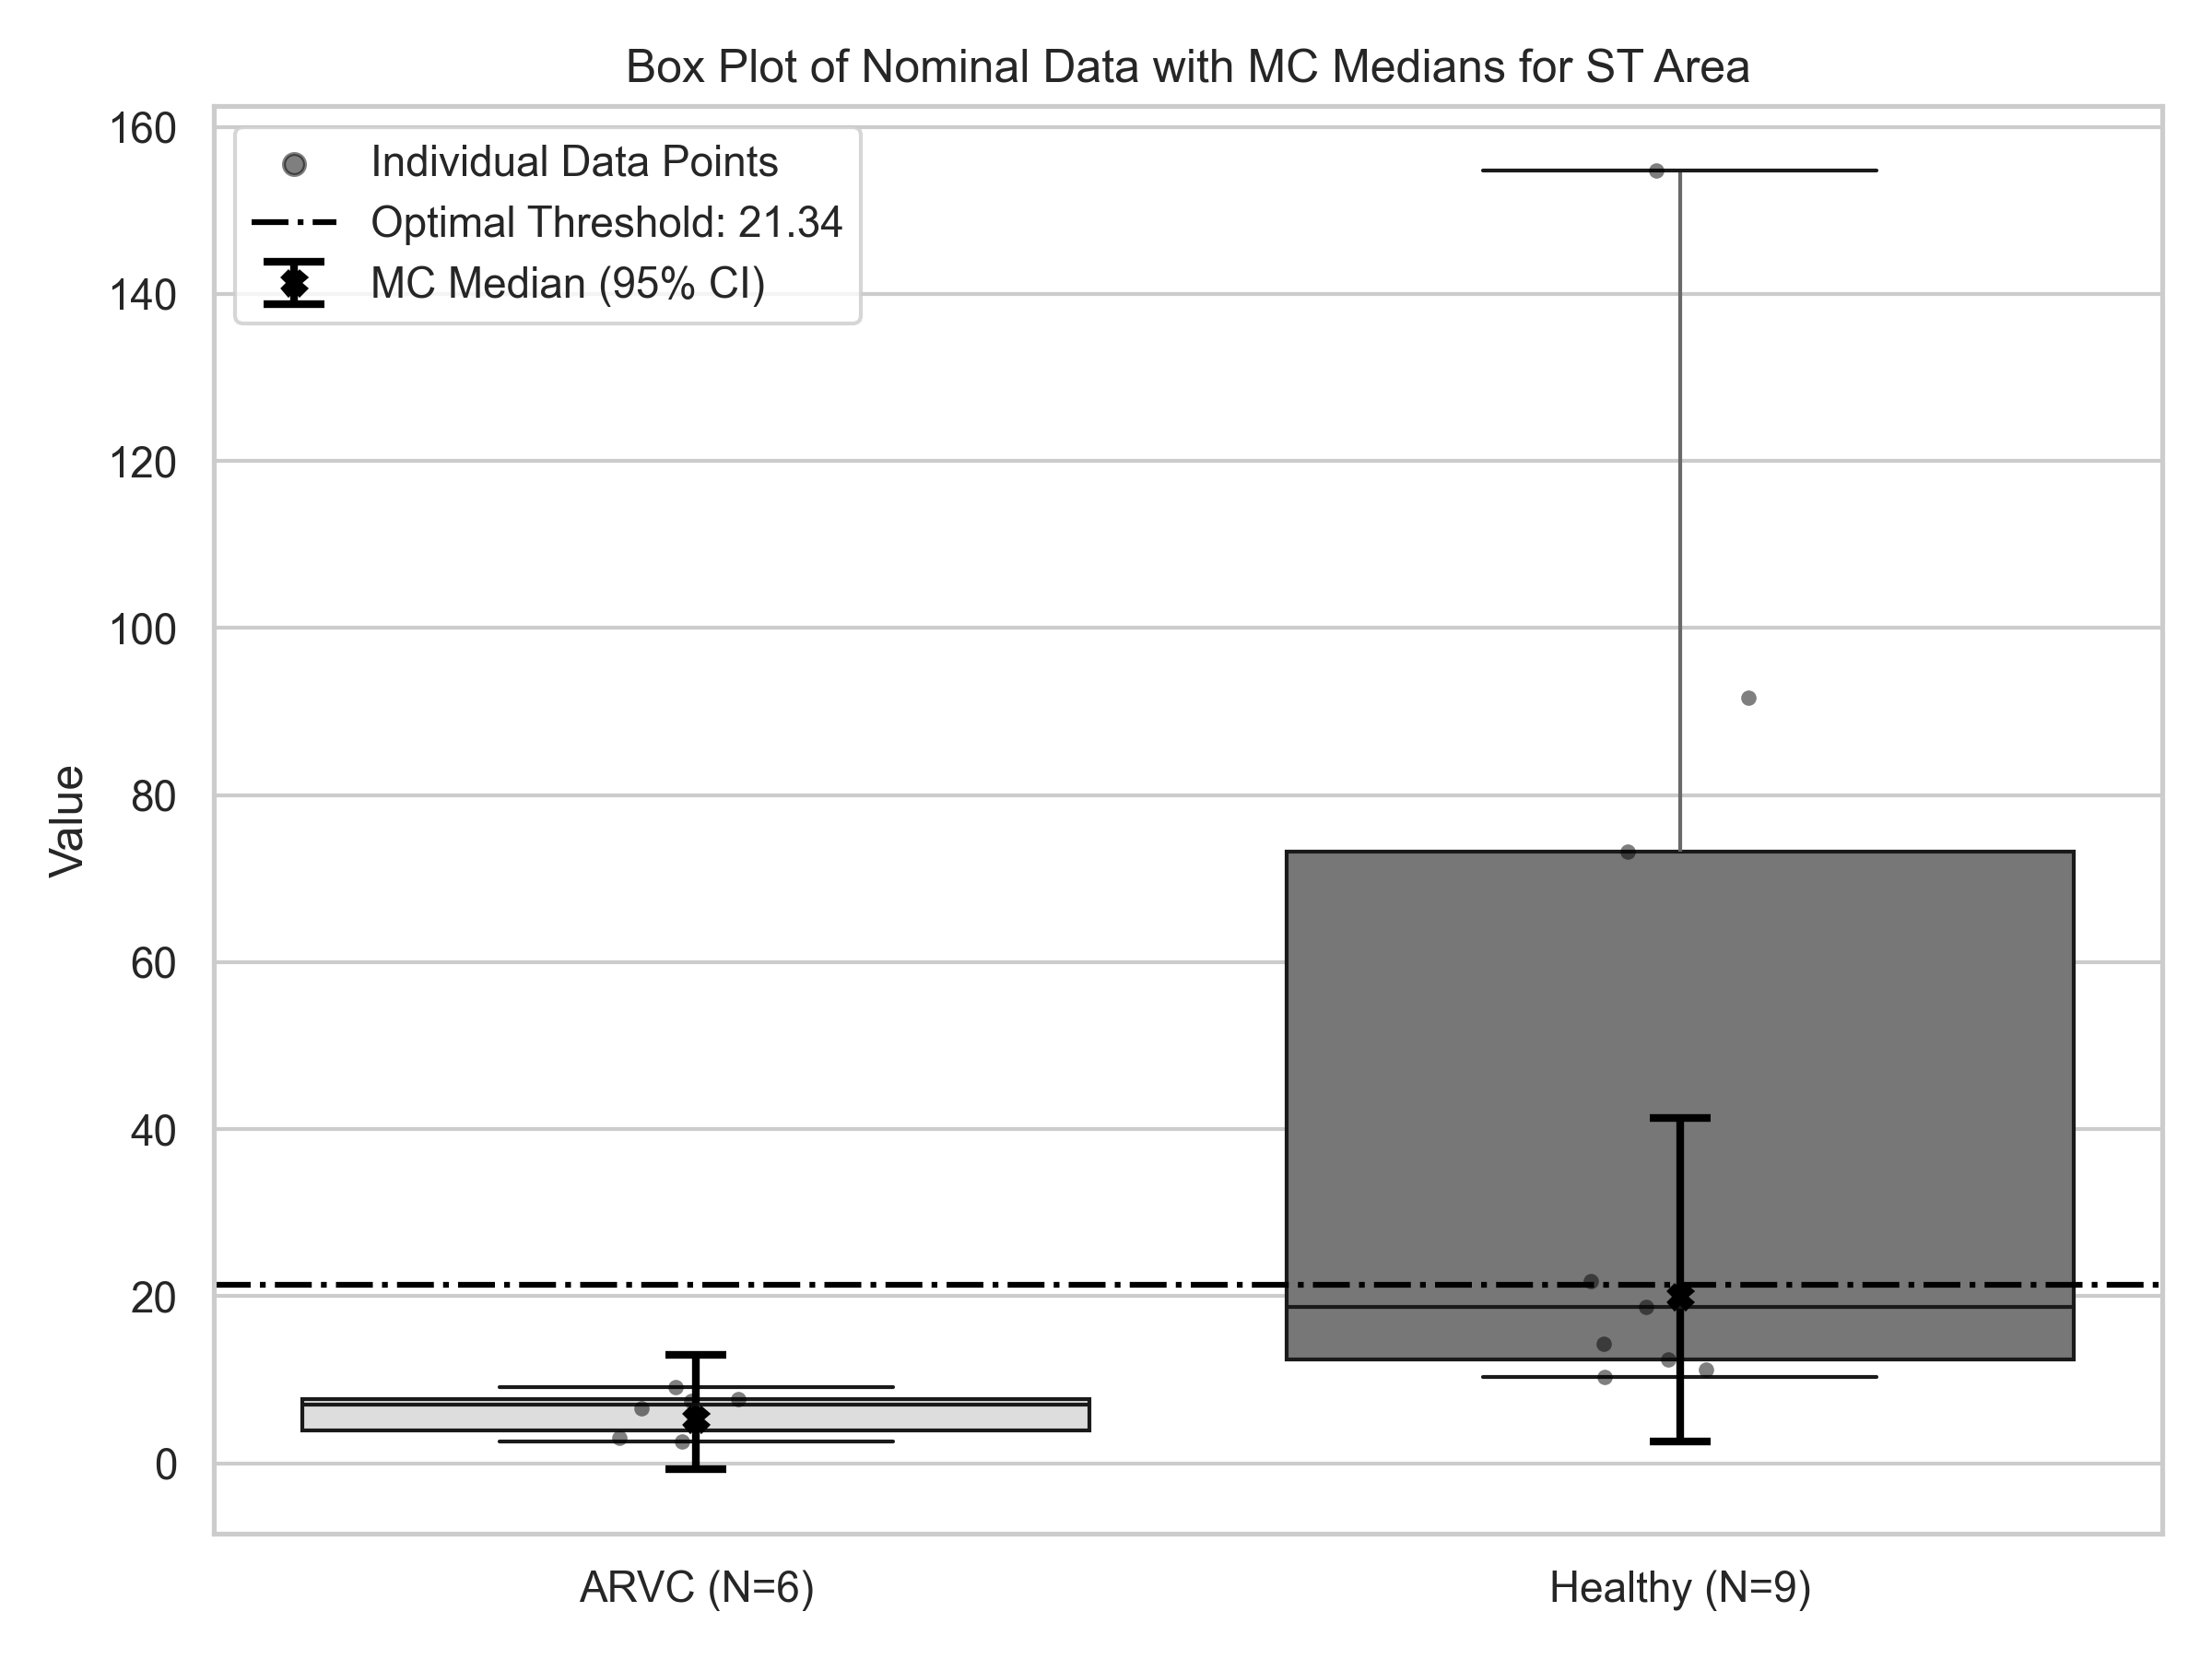 Box Plot of Nominal Data with MC Medians for ST Area
160
140
120
100
80
60
40
20
0
Value
Individual Data Points
Optimal Threshold: 21.34
MC Median (95% CI)
ARVC (N=6)
Healthy (N=9)